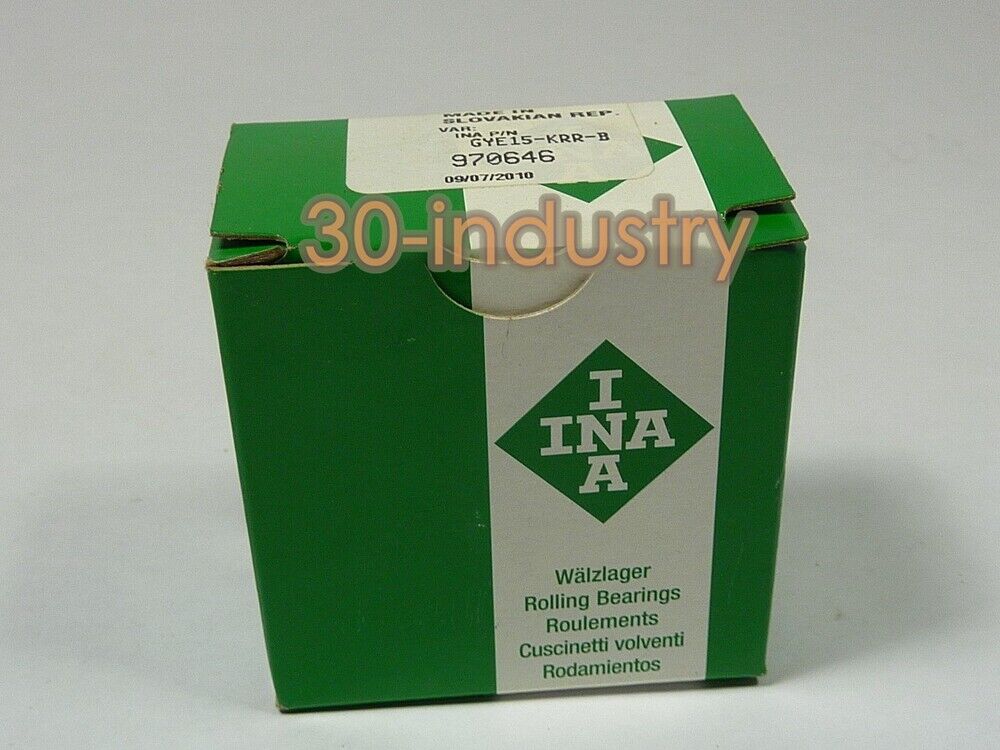 MADE IN
SLOVAKIAN REP.
VAR:
INA P/N
GYE15-KRR-B
970646
09/07/2010
30-industry
I
INA
A
Wälzlager
Rolling Bearings
Roulements
Cuscinetti volventi
Rodamientos